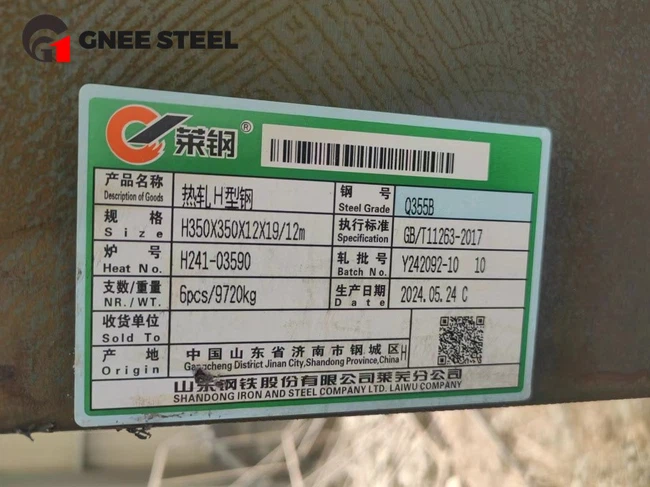 GNEE STEEL
莱钢®
产品名称 热轧H型钢 钢 号 Q355B
Description of Goods Steel Grade
规 格 H350X350X12X19/12m 执行标准 GB/T11263-2017
Size Specification
炉 号 H241-03590 轧批号 Y242092-10 10
Heat No. Batch No.
支数/重量 6pcs/9720kg 生产日期 2024.05.24 C
NR./WT. Date
收货单位
Sold To
产 地 中国山东省济南市钢城区
Origin Gangcheng District Jinan City,Shandong Province,China
山东钢铁股份有限公司莱芜分公司
SHANDONG IRON AND STEEL COMPANY LTD. LAIWU COMPANY